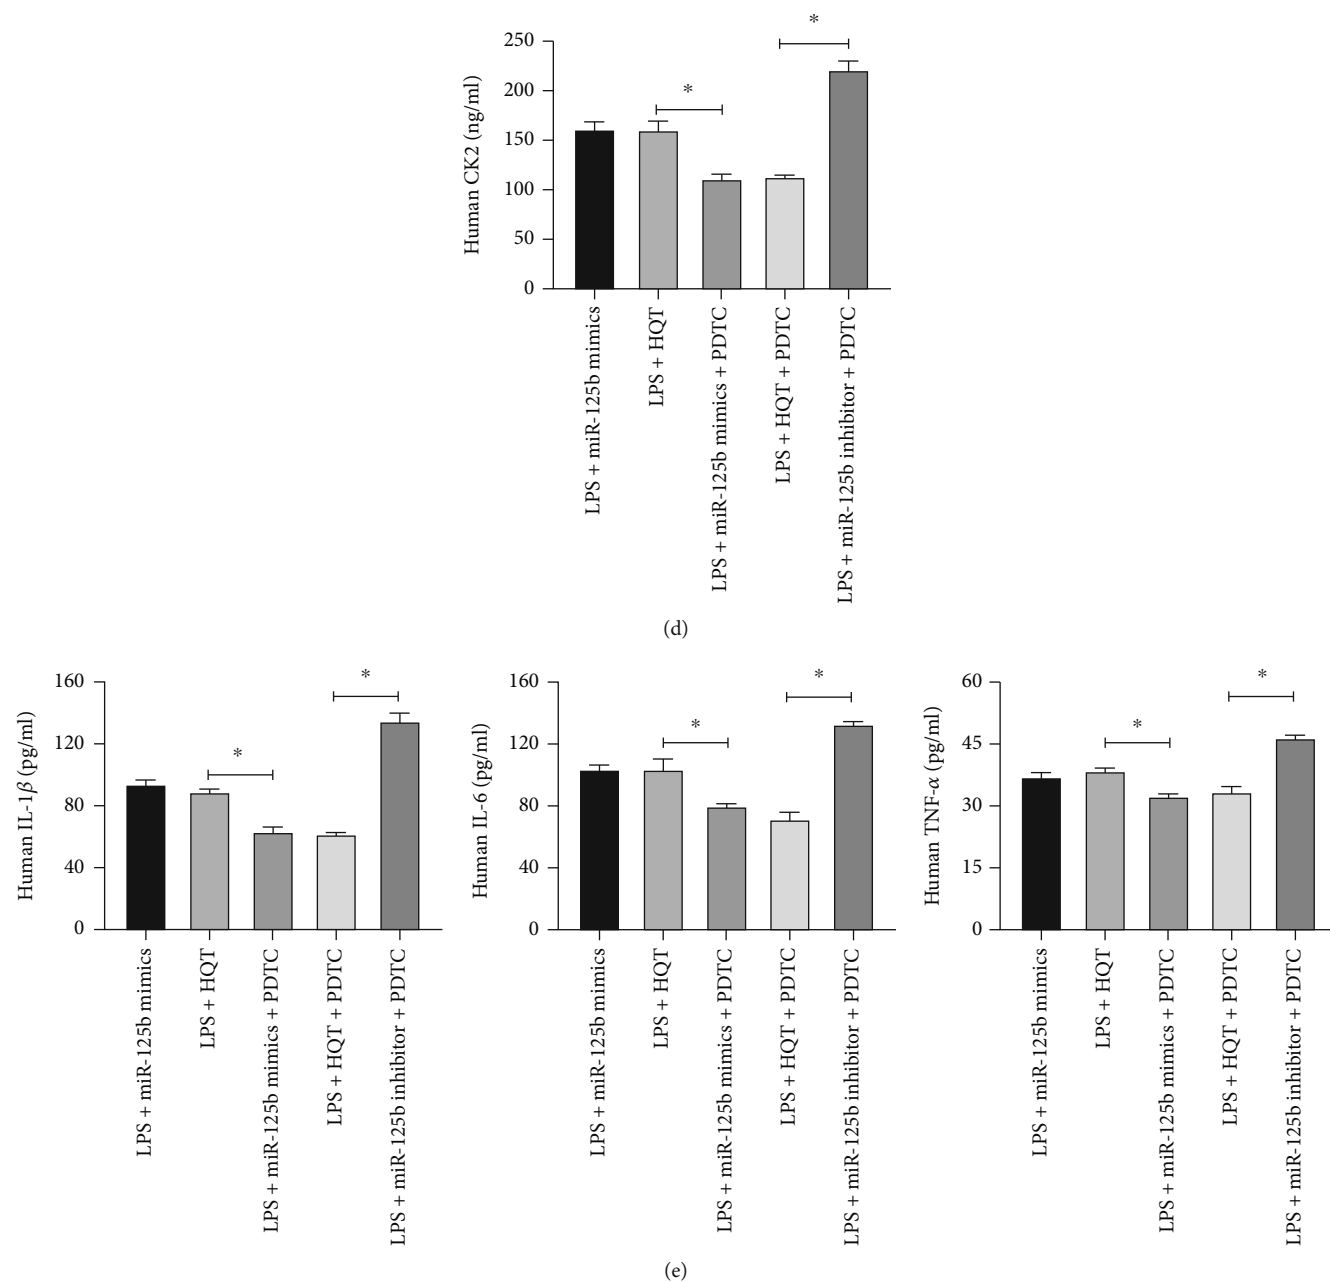 Human CK2 (ng/ml)
250
200
150
100
50
0
*
*
LPS + miR-125b mimics
LPS + HQT
LPS + miR-125b mimics + PDTC
LPS + HQT + PDTC
LPS + miR-125b inhibitor + PDTC
(d)
Human IL-1β (pg/ml)
160
120
80
40
0
*
*
LPS + miR-125b mimics
LPS + HQT
LPS + miR-125b mimics + PDTC
LPS + HQT + PDTC
LPS + miR-125b inhibitor + PDTC
Human IL-6 (pg/ml)
160
120
80
40
0
*
*
LPS + miR-125b mimics
LPS + HQT
LPS + miR-125b mimics + PDTC
LPS + HQT + PDTC
LPS + miR-125b inhibitor + PDTC
Human TNF-α (pg/ml)
60
45
30
15
0
*
*
LPS + miR-125b mimics
LPS + HQT
LPS + miR-125b mimics + PDTC
LPS + HQT + PDTC
LPS + miR-125b inhibitor + PDTC
(e)